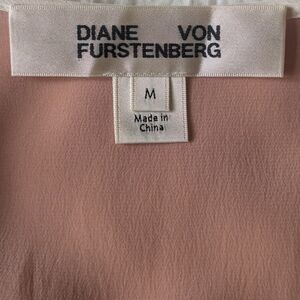 DIANE VON
FURSTENBERG
M
Made in
China